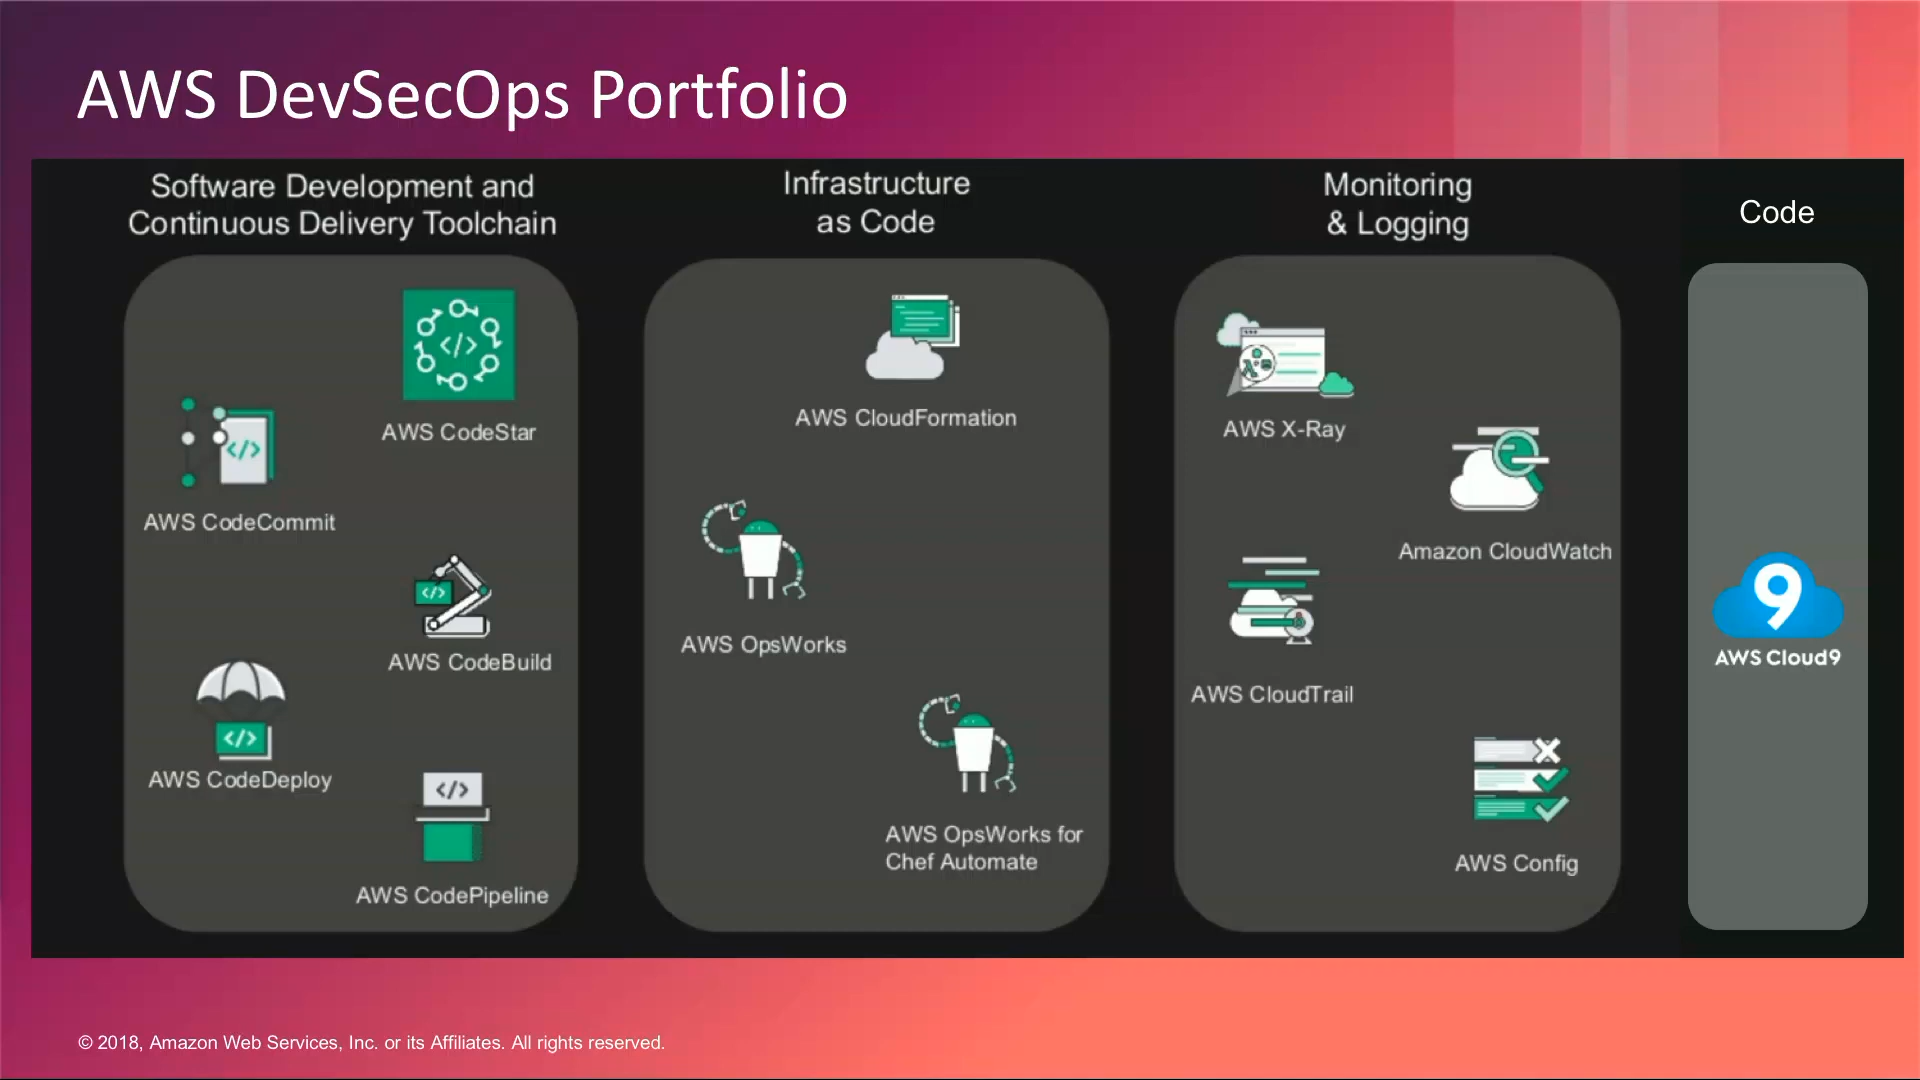 AWS DevSecOps Portfolio
Software Development and
Continuous Delivery Toolchain
</>
AWS CodeStar
</>
AWS CodeCommit
</>
AWS CodeBuild
</>
AWS CodeDeploy
</>
AWS CodePipeline
Infrastructure
as Code
AWS CloudFormation
AWS OpsWorks
AWS OpsWorks for
Chef Automate
Monitoring
& Logging
λ
AWS X-Ray
Amazon CloudWatch
AWS CloudTrail
AWS Config
Code
9
AWS Cloud9
© 2018, Amazon Web Services, Inc. or its Affiliates. All rights reserved.